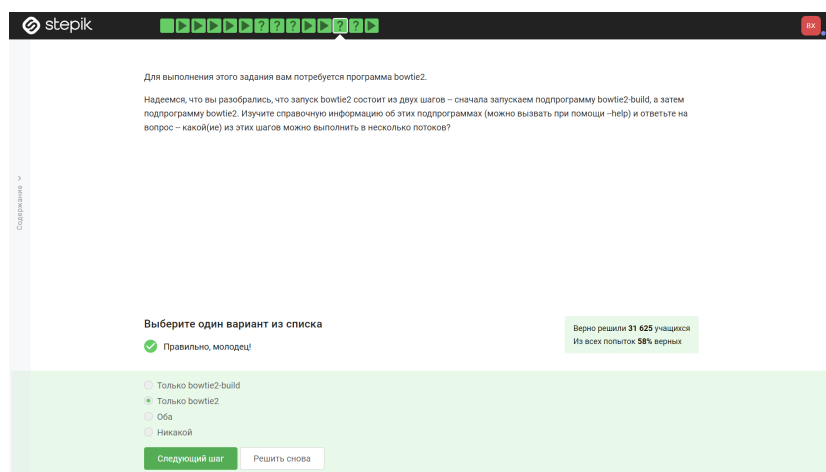 stepik
? ? ? ? ?
BX
Содержание
Для выполнения этого задания вам потребуется программа bowtie2.
Надеемся, что вы разобрались, что запуск bowtie2 состоит из двух шагов – сначала запускаем подпрограмму bowtie2-build, а затем
подпрограмму bowtie2. Изучите справочную информацию об этих подпрограммах (можно вызвать при помощи --help) и ответьте на
вопрос – какой(ие) из этих шагов можно выполнить в несколько потоков?
Выберите один вариант из списка
Правильно, молодец!
Верно решили 31 625 учащихся
Из всех попыток 58% верных
Только bowtie2-build
Только bowtie2
Оба
Никакой
Следующий шаг
Решить снова